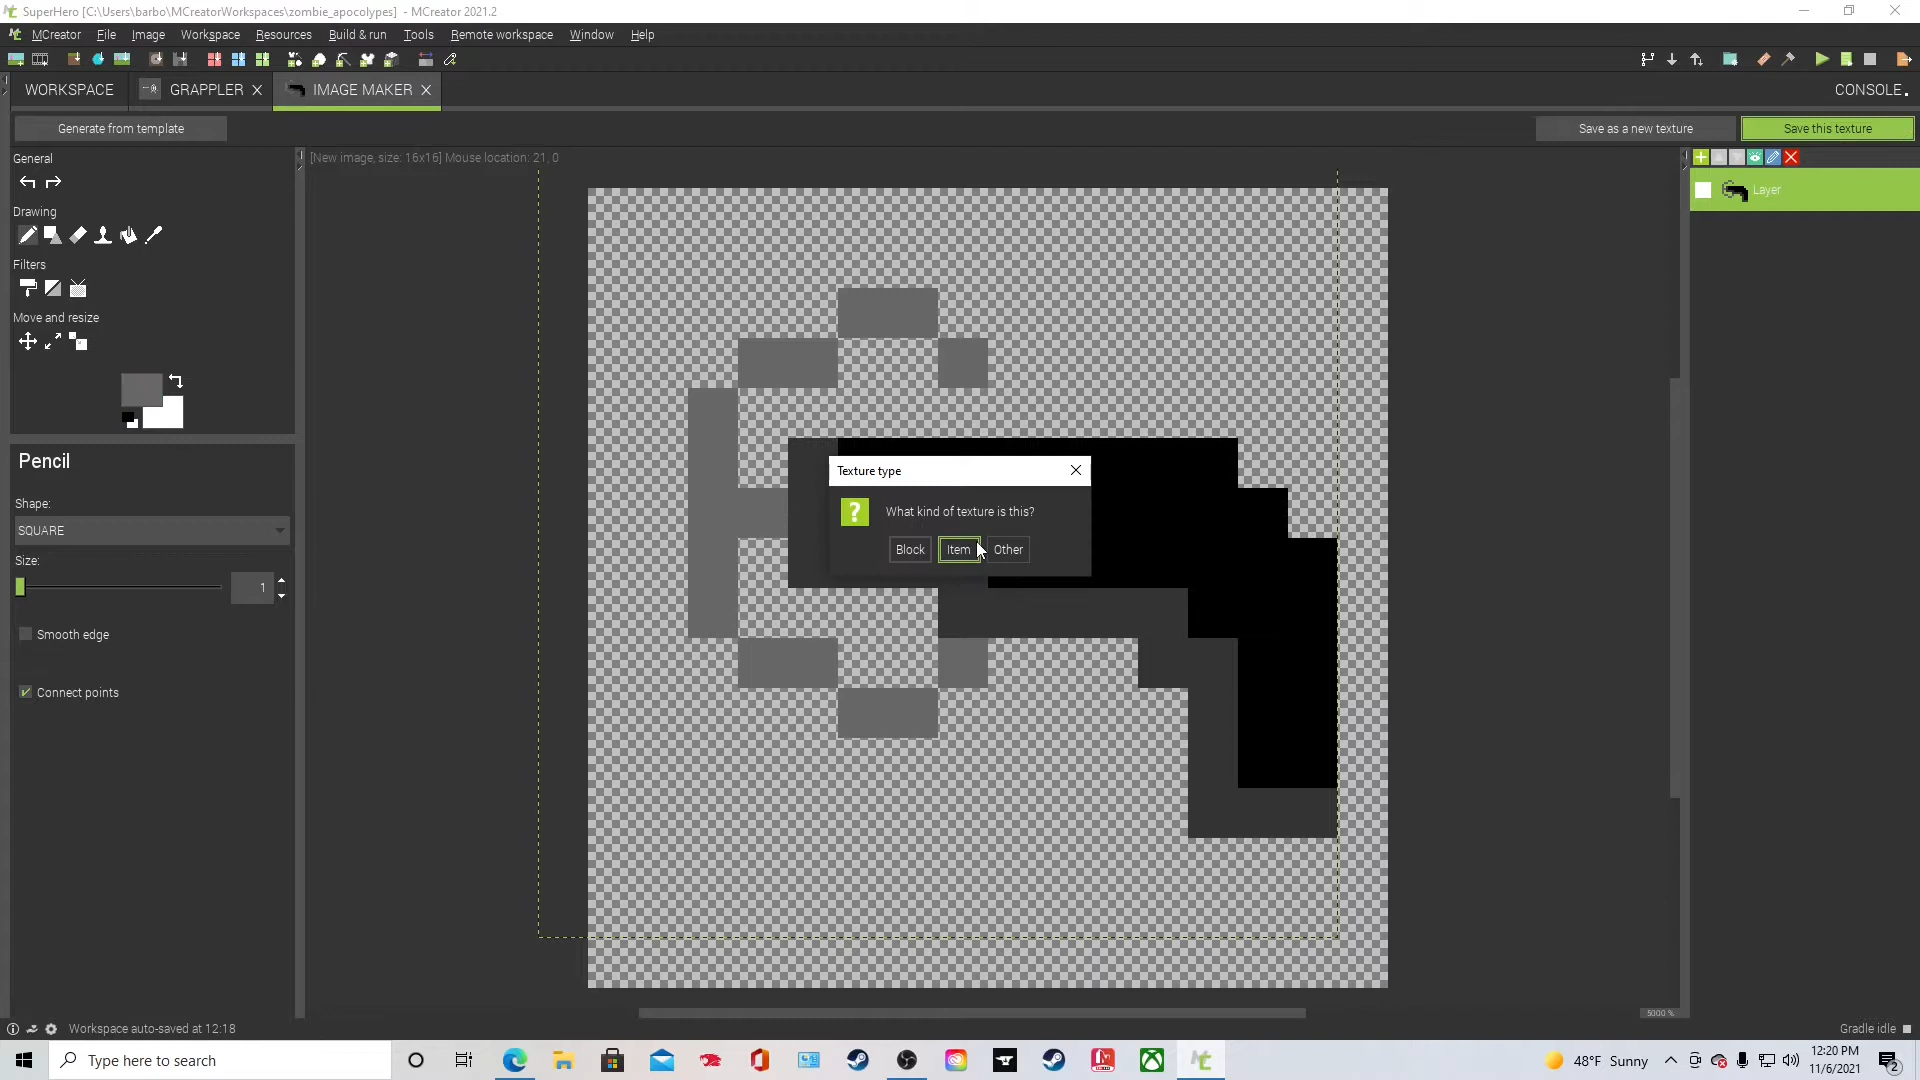 SuperHero [C:\Users\barbo\MCreatorWorkspaces\zombie_apocolypes] - MCreator 2021.2
MCreator File Image Workspace Resources Build & run Tools Remote workspace Window Help
WORKSPACE GRAPPLER IMAGE MAKER CONSOLE
Generate from template Save as a new texture Save this texture
General
[New image, size: 16x16] Mouse location: 21, 0
Layer
Drawing
Filters
Move and resize
Pencil
Texture type
Shape:
? What kind of texture is this?
SQUARE
Block Item Other
Size:
1
Smooth edge
Connect points
5000 %
Workspace auto-saved at 12:18 Gradle idle
Type here to search
48°F Sunny
12:20 PM
11/6/2021
2